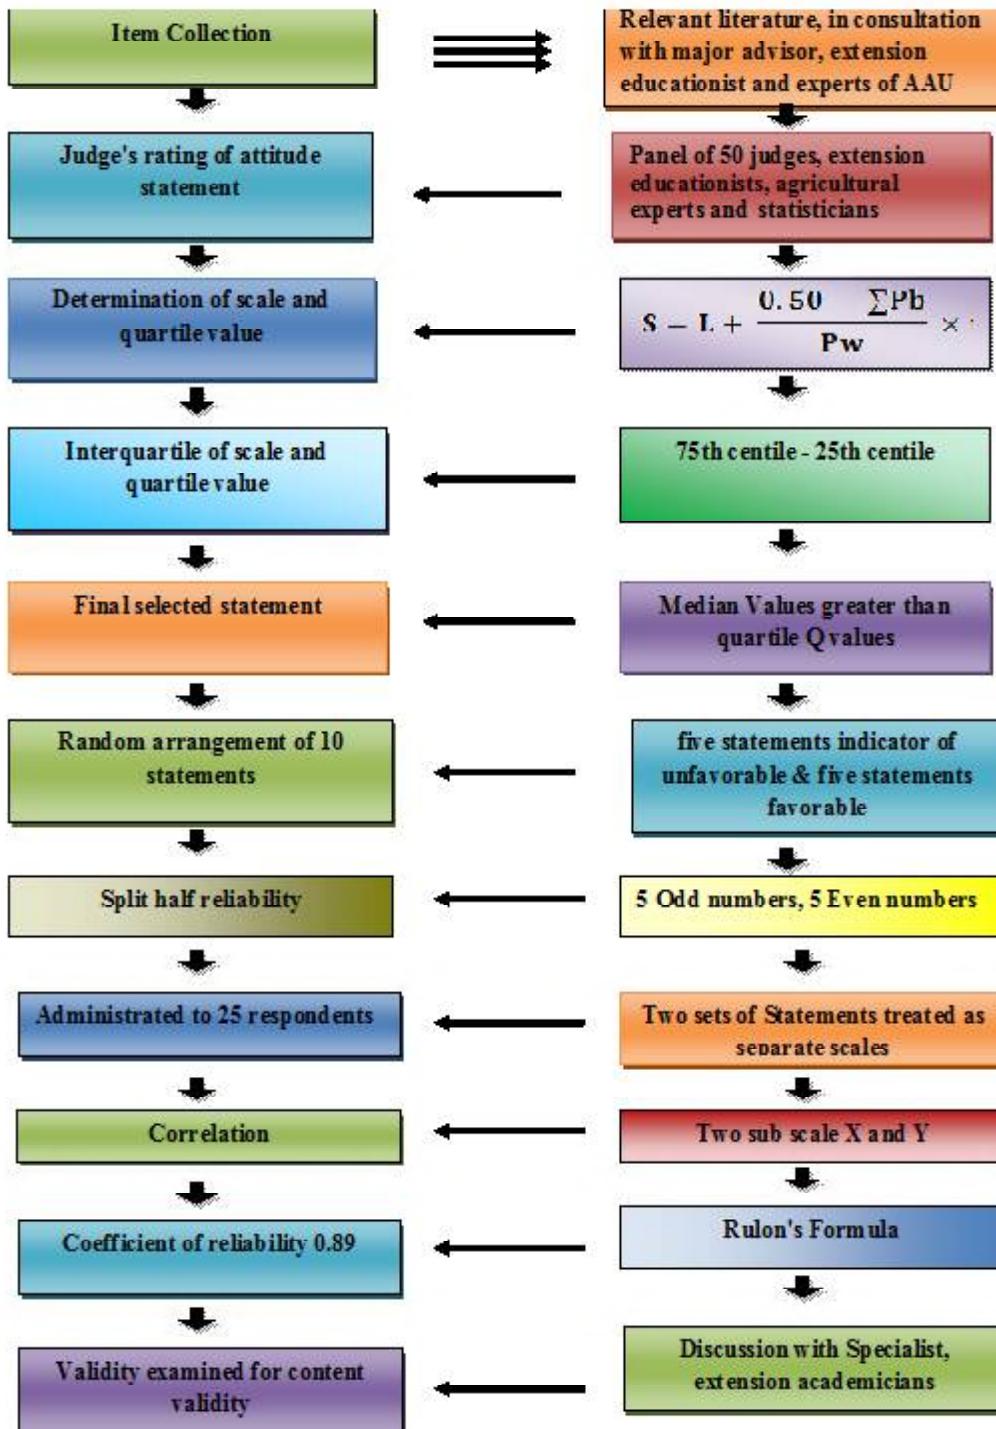 Item Collection
Relevant literature, in consultation
with major advisor, extension
educationist and experts of AAU
Judge's rating of attitude
statement
Panel of 50 judges, extension
educationists, agricultural
experts and statisticians
Determination of scale and
quartile value
S – L + 0.50 ∑Pb / Pw ×
Interquartile of scale and
quartile value
75th centile - 25th centile
Final selected statement
Median Values greater than
quartile Q values
Random arrangement of 10
statements
five statements indicator of
unfavorable & five statements
favorable
Split half reliability
5 Odd numbers, 5 Even numbers
Administrated to 25 respondents
Two sets of Statements treated as
separate scales
Correlation
Two sub scale X and Y
Coefficient of reliability 0.89
Rulon's Formula
Validity examined for content
validity
Discussion with Specialist,
extension academicians